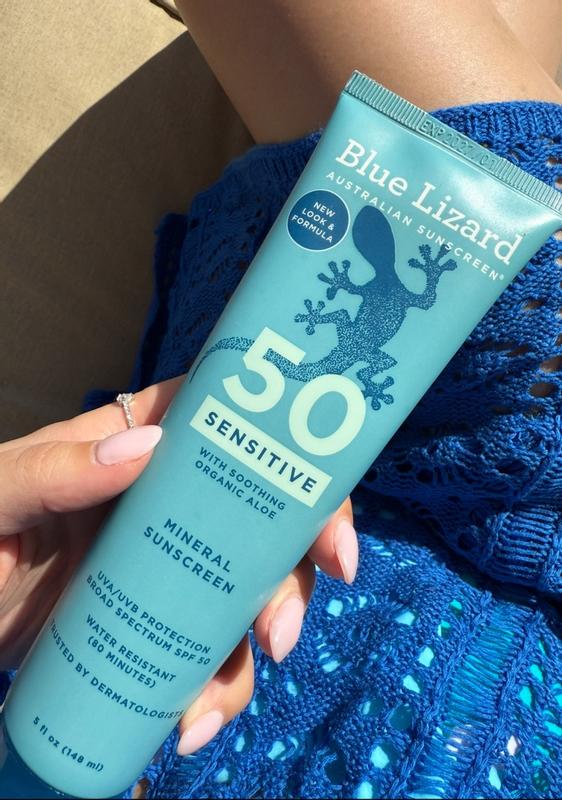 Blue Lizard
AUSTRALIAN SUNSCREEN®
NEW
LOOK &
FORMULA
50
SENSITIVE
WITH SOOTHING
ORGANIC ALOE
MINERAL
SUNSCREEN
UVA/UVB PROTECTION
BROAD SPECTRUM SPF 50
WATER RESISTANT
(80 MINUTES)
TRUSTED BY DERMATOLOGISTS
5 fl oz (148 ml)